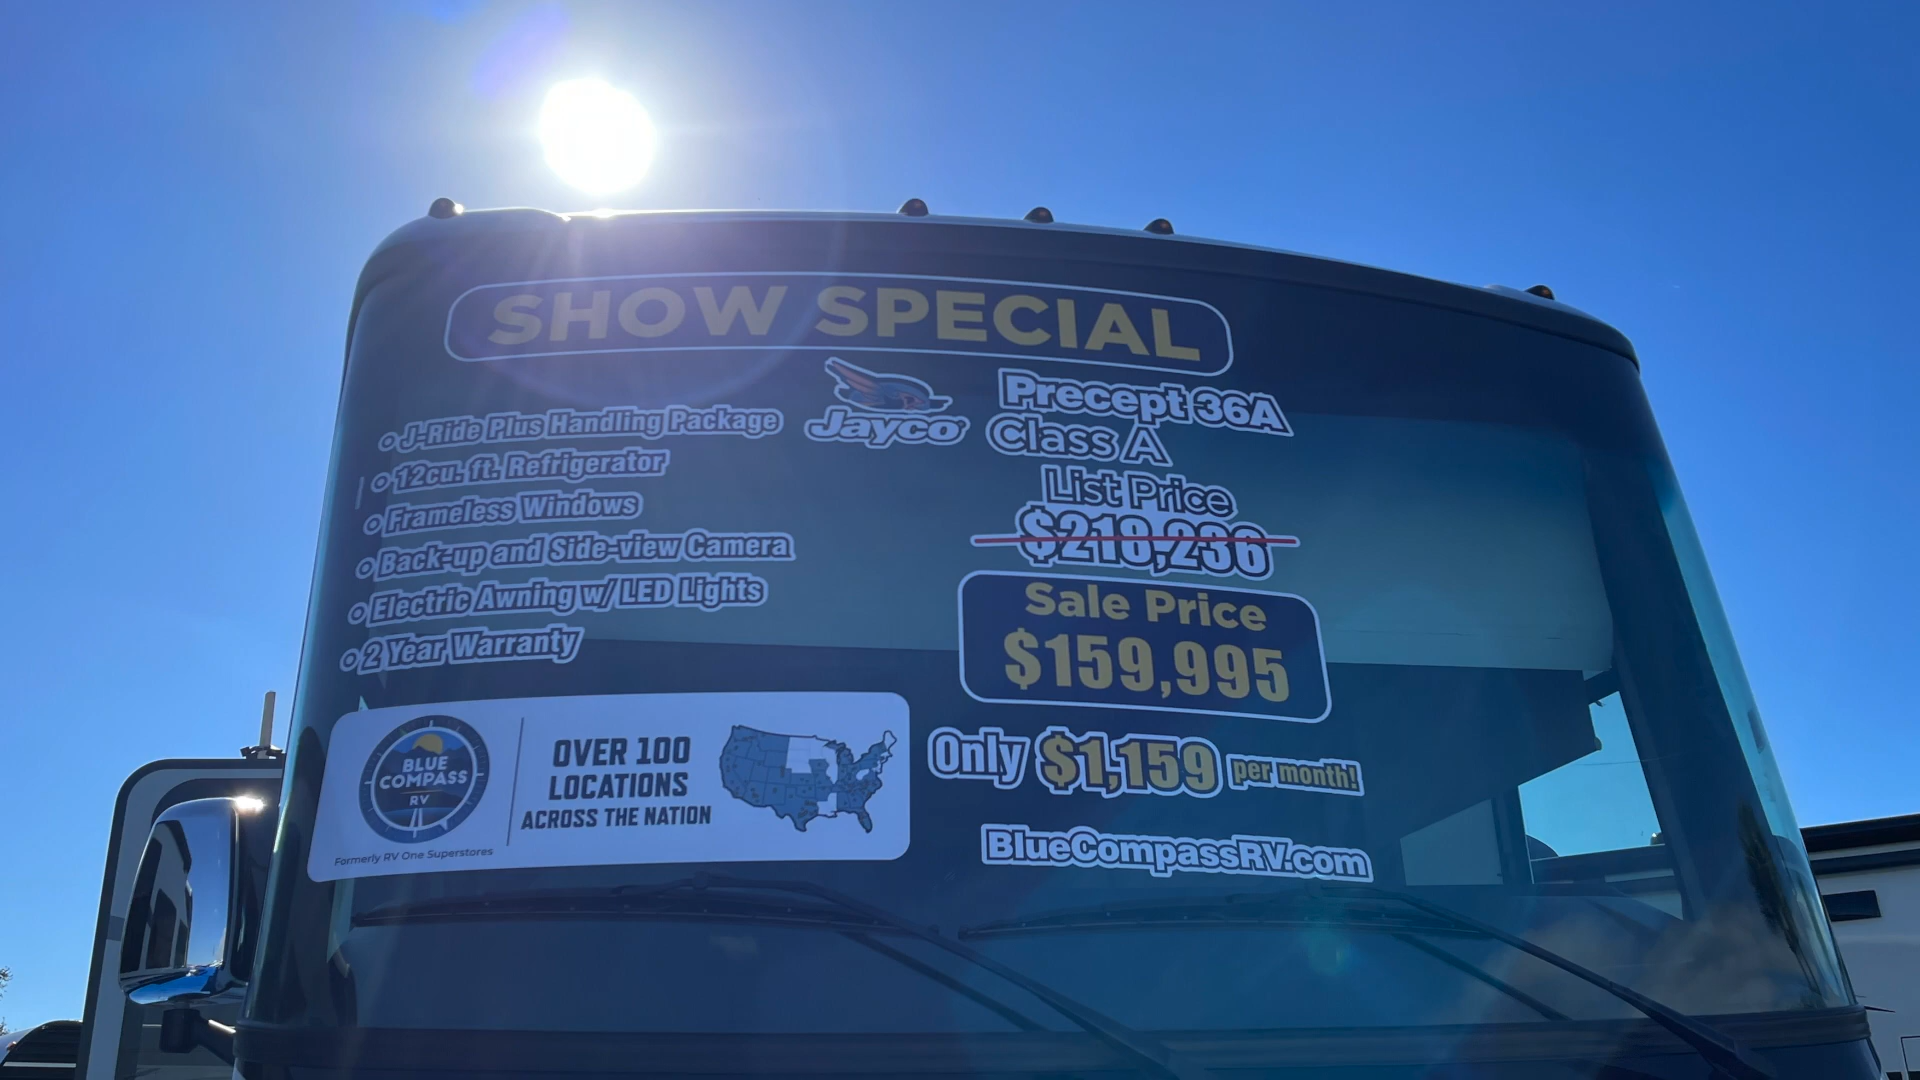 SHOW SPECIAL
J-Ride Plus Handling Package
12cu. ft. Refrigerator
Frameless Windows
Back-up and Side-view Camera
Electric Awning w/ LED Lights
2 Year Warranty
Jayco
Precept 36A
Class A
List Price
$218,236
Sale Price
$159,995
Only $1,159 per month!
BlueCompassRV.com
BLUE
COMPASS
RV
Formerly RV One Superstores
OVER 100
LOCATIONS
ACROSS THE NATION